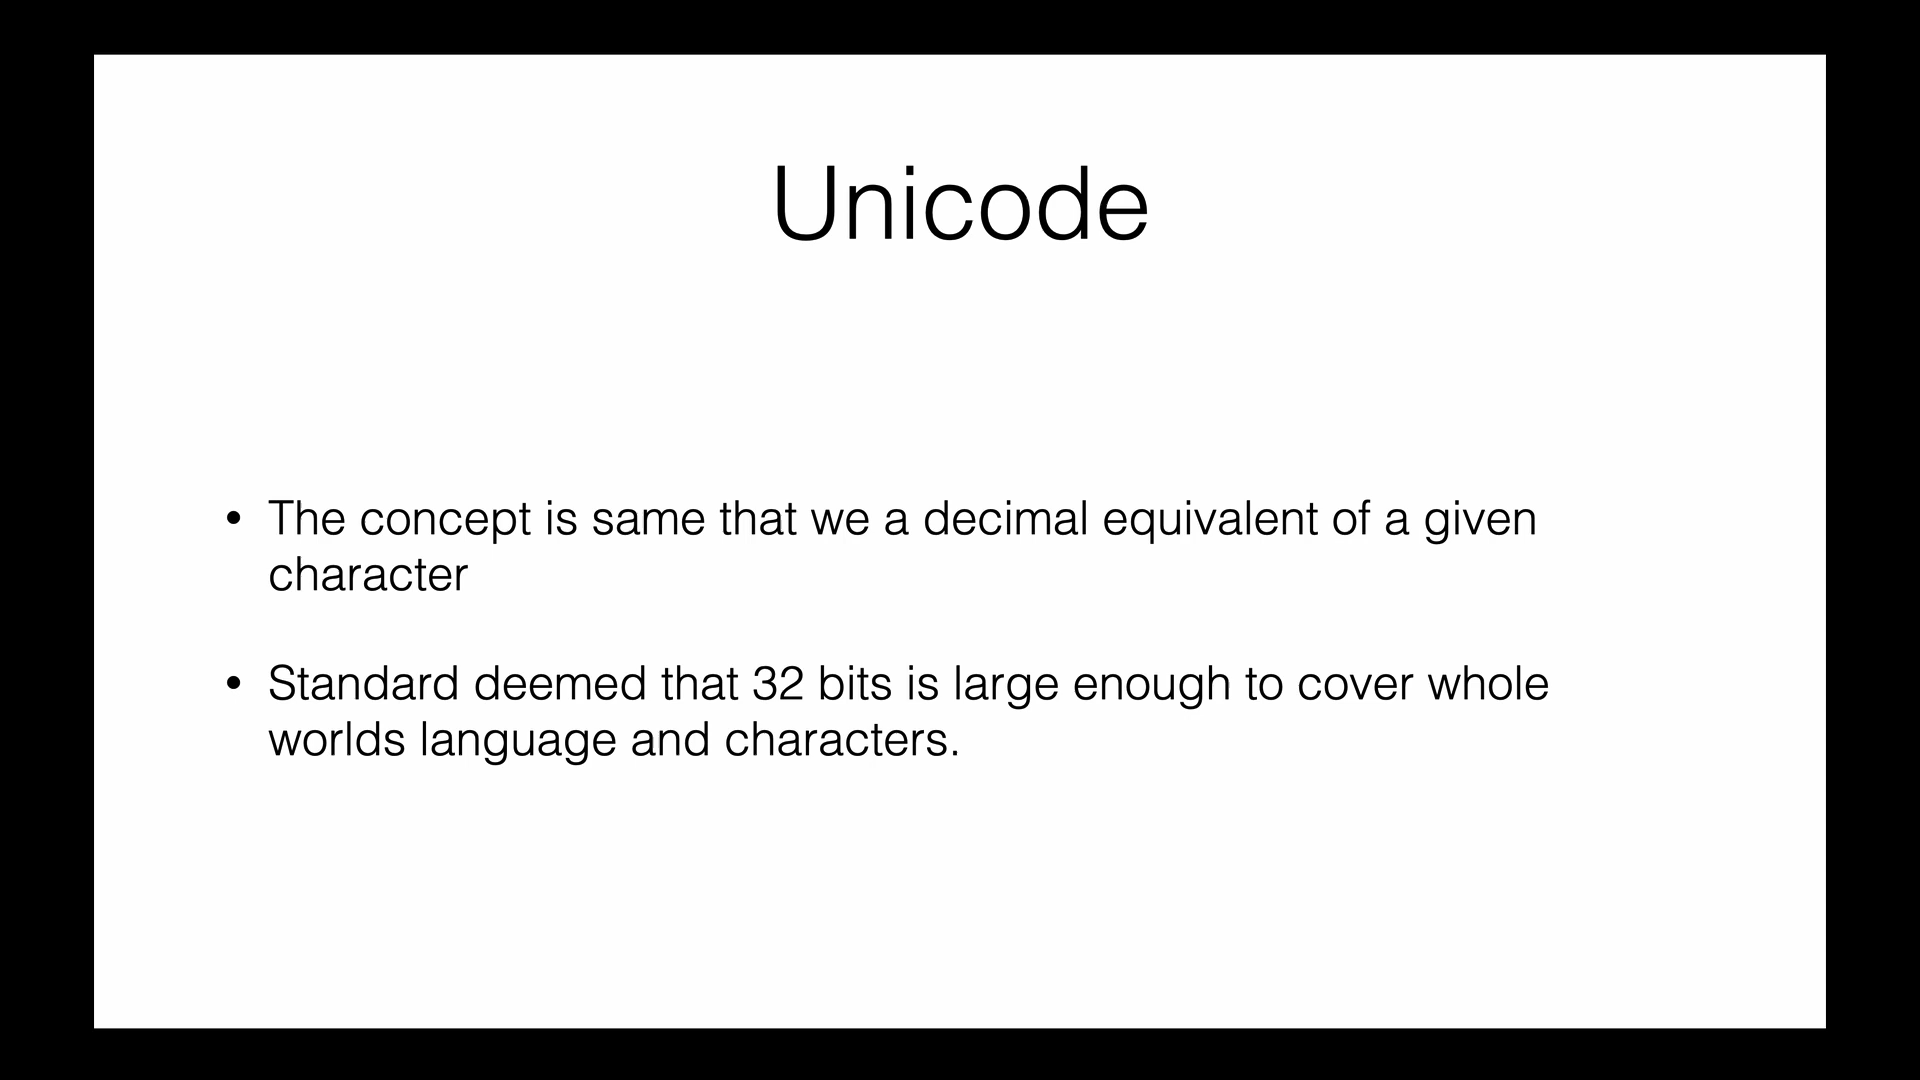 Unicode
• The concept is same that we a decimal equivalent of a given
character
• Standard deemed that 32 bits is large enough to cover whole
worlds language and characters.